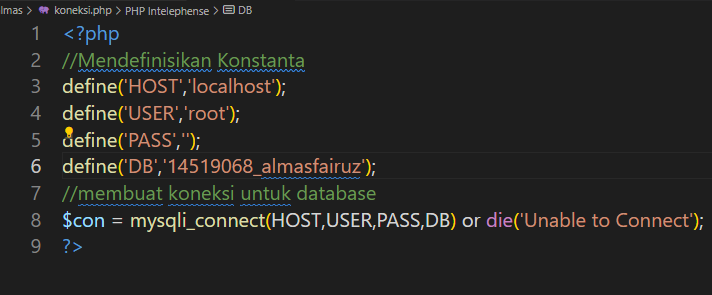 lmas > koneksi.php > PHP Intelephense > DB
1 <?php
2 //Mendefinisikan Konstanta
3 define('HOST','localhost');
4 define('USER','root');
5 define('PASS','');
6 define('DB','14519068_almasfairuz');
7 //membuat koneksi untuk database
8 $con = mysqli_connect(HOST,USER,PASS,DB) or die('Unable to Connect');
9 ?>